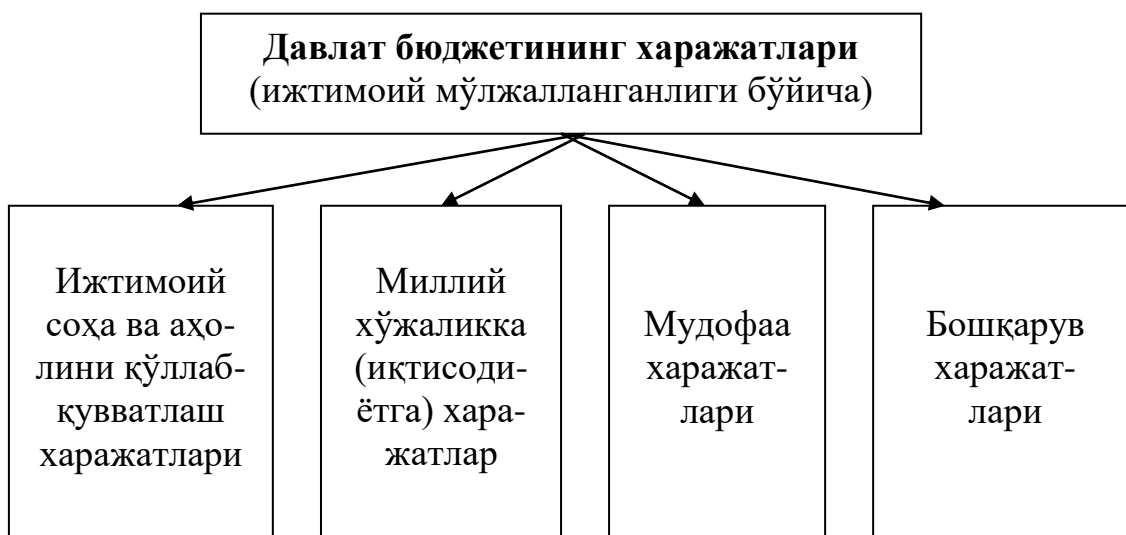 Давлат бюджетининг харажатлари
(ижтимоий мўлжалланганлиги бўйича)
Ижтимоий
соҳа ва аҳо-
лини қўллаб-
қувватлаш
харажатлари
Миллий
хўжаликка
(иқтисоди-
ётга) хара-
жатлар
Мудофаа
харажат-
лари
Бошқарув
харажат-
лари